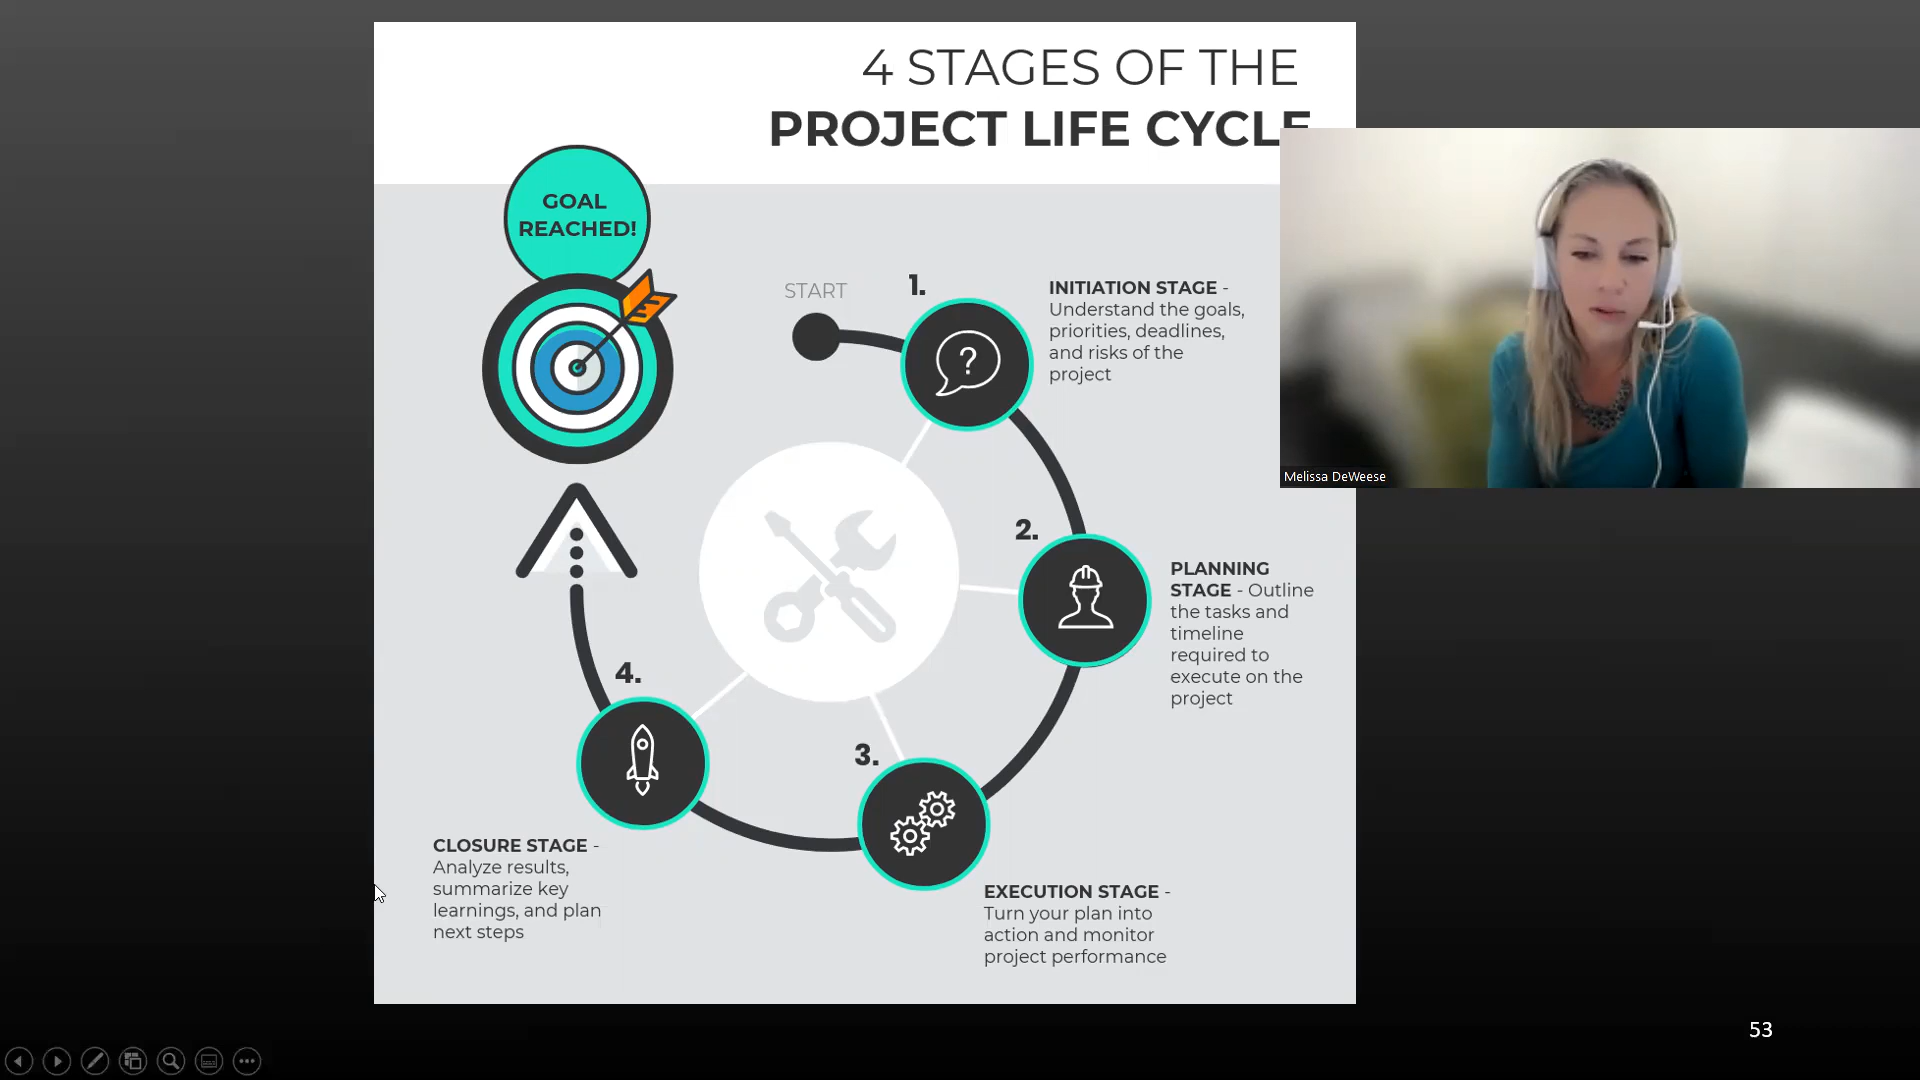 4 STAGES OF THE
PROJECT LIFE CYCLE
GOAL
REACHED!
START
1.
INITIATION STAGE -
Understand the goals,
priorities, deadlines,
and risks of the
project
2.
PLANNING
STAGE - Outline
the tasks and
timeline
required to
execute on the
project
3.
EXECUTION STAGE -
Turn your plan into
action and monitor
project performance
4.
CLOSURE STAGE -
Analyze results,
summarize key
learnings, and plan
next steps
Melissa DeWeese
53